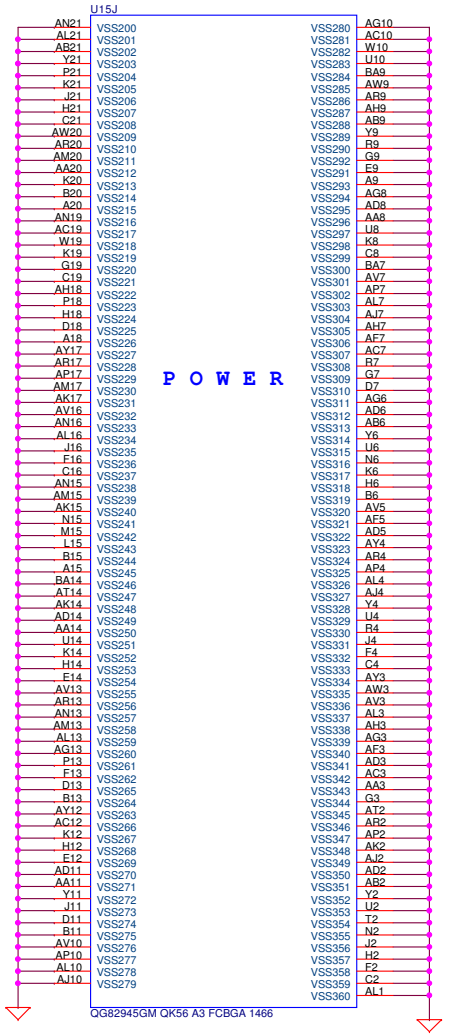 U15J
AN21 VSS200 VSS280 AG10
AL21 VSS201 VSS281 AC10
AB21 VSS202 VSS282 W10
Y21 VSS203 VSS283 U10
P21 VSS204 VSS284 BA9
K21 VSS205 VSS285 AW9
J21 VSS206 VSS286 AR9
H21 VSS207 VSS287 AH9
C21 VSS208 VSS288 AB9
AW20 VSS209 VSS289 Y9
AR20 VSS210 VSS290 R9
AM20 VSS211 VSS292 G9
AA20 VSS212 VSS291 E9
K20 VSS213 VSS293 A9
B20 VSS214 VSS294 AG8
A20 VSS215 VSS295 AD8
AN19 VSS216 VSS296 AA8
AC19 VSS217 VSS297 U8
W19 VSS218 VSS298 K8
K19 VSS219 VSS299 C8
G19 VSS220 VSS300 BA7
C19 VSS221 VSS301 AV7
AH18 VSS222 VSS302 AP7
P18 VSS223 VSS303 AL7
H18 VSS224 VSS304 AJ7
D18 VSS225 VSS305 AH7
A18 VSS226 VSS306 AF7
AY17 VSS227 VSS307 AC7
AR17 VSS228 VSS308 R7
AP17 VSS229 P O W E R VSS309 G7
AM17 VSS230 VSS310 D7
AK17 VSS231 VSS311 AG6
AV16 VSS232 VSS312 AD6
AN16 VSS233 VSS313 AB6
AL16 VSS234 VSS314 Y6
J16 VSS235 VSS315 U6
F16 VSS236 VSS316 N6
C16 VSS237 VSS317 K6
AN15 VSS238 VSS318 H6
AM15 VSS239 VSS319 B6
AK15 VSS240 VSS320 AV5
N15 VSS241 VSS321 AF5
M15 VSS242 VSS322 AD5
L15 VSS243 VSS323 AY4
B15 VSS244 VSS324 AR4
A15 VSS245 VSS325 AP4
BA14 VSS246 VSS326 AL4
AT14 VSS247 VSS327 AJ4
AK14 VSS248 VSS328 Y4
AD14 VSS249 VSS329 U4
AA14 VSS250 VSS330 R4
U14 VSS251 VSS331 J4
K14 VSS252 VSS332 F4
H14 VSS253 VSS333 C4
E14 VSS254 VSS334 AY3
AV13 VSS255 VSS335 AW3
AR13 VSS256 VSS336 AV3
AN13 VSS257 VSS337 AL3
AM13 VSS258 VSS338 AH3
AL13 VSS259 VSS339 AG3
AG13 VSS260 VSS340 AF3
P13 VSS261 VSS341 AD3
F13 VSS262 VSS342 AC3
D13 VSS265 VSS343 AA3
B13 VSS264 VSS344 G3
AY12 VSS263 VSS345 AT2
AC12 VSS266 VSS346 AR2
K12 VSS267 VSS347 AP2
H12 VSS268 VSS348 AK2
E12 VSS269 VSS349 AJ2
AD11 VSS270 VSS350 AD2
AA11 VSS271 VSS351 AB2
Y11 VSS272 VSS352 Y2
J11 VSS273 VSS353 U2
D11 VSS274 VSS354 T2
B11 VSS275 VSS355 N2
AV10 VSS276 VSS356 J2
AP10 VSS277 VSS357 H2
AL10 VSS278 VSS358 F2
AJ10 VSS279 VSS359 C2
VSS360 AL1
QG82945GM QK56 A3 FCBGA 1466